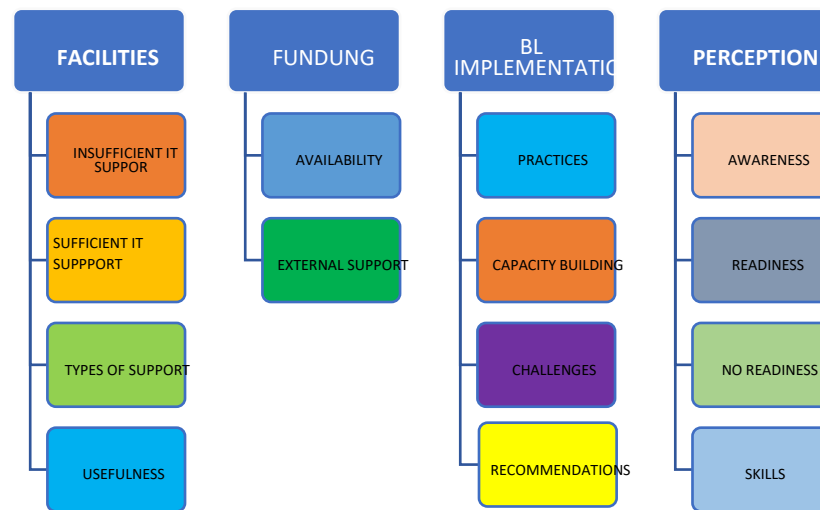 FACILITIES
INSUFFICIENT IT
SUPPOR
SUFFICIENT IT
SUPPPORT
TYPES OF SUPPORT
USEFULNESS
FUNDUNG
AVAILABILITY
EXTERNAL SUPPORT
BL
IMPLEMENTATIO
PRACTICES
CAPACITY BUILDING
CHALLENGES
RECOMMENDATIONS
PERCEPTION
AWARENESS
READINESS
NO READINESS
SKILLS